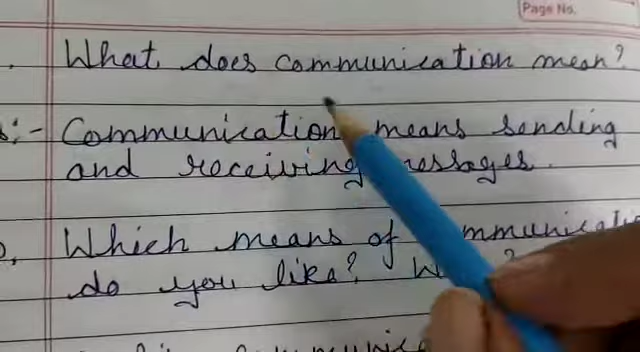 Page No.
. What does communication mean?
s:- Communication means sending
and receiving messages.
Which means of
do you like?